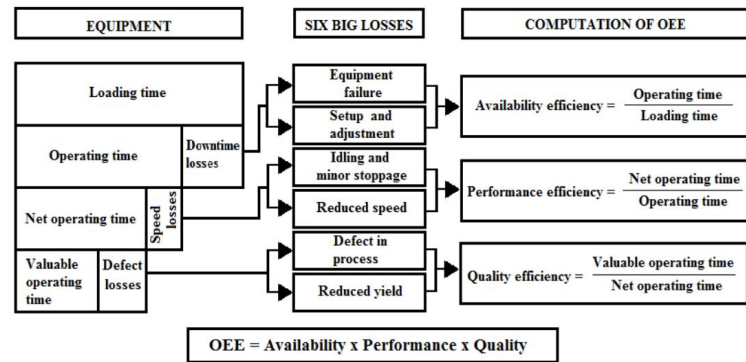 EQUIPMENT
SIX BIG LOSSES
COMPUTATION OF OEE
Loading time
Operating time
Downtime
losses
Net operating time
Speed
losses
Valuable
operating
time
Defect
losses
Equipment
failure
Setup and
adjustment
Idling and
minor stoppage
Reduced speed
Defect in
process
Reduced yield
Availability efficiency = Operating time
Loading time
Performance efficiency = Net operating time
Operating time
Quality efficiency = Valuable operating time
Net operating time
OEE = Availability x Performance x Quality